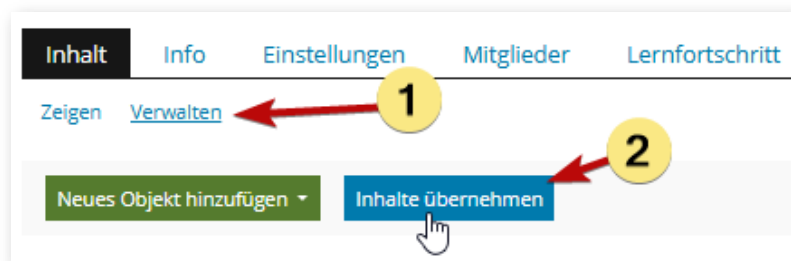 Inhalt Info Einstellungen Mitglieder Lernfortschritt
Zeigen Verwalten 1
2
Neues Objekt hinzufügen Inhalte übernehmen